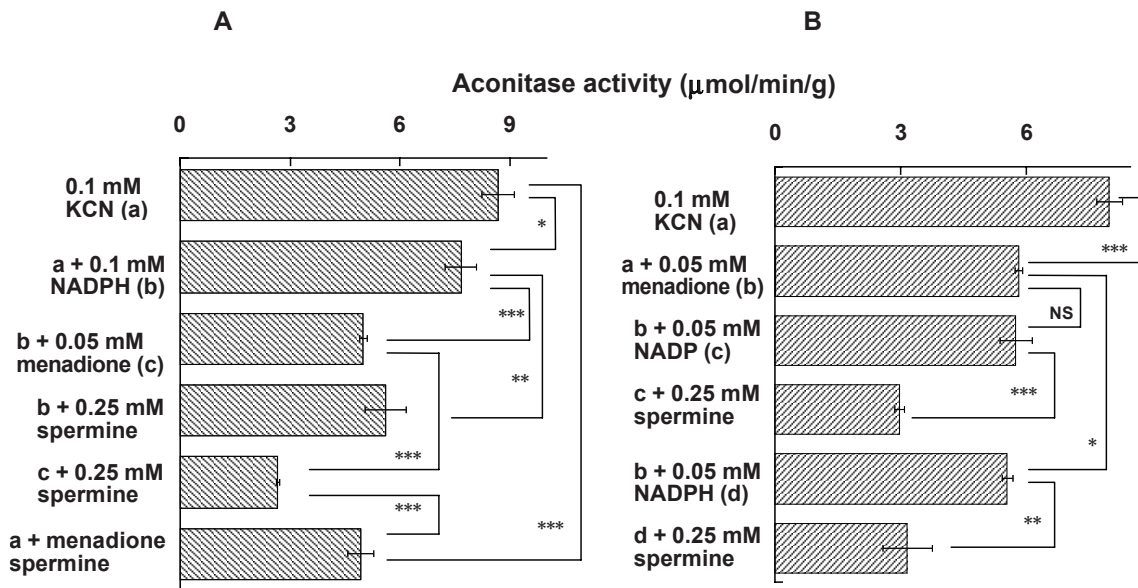 A
B
Aconitase activity (μmol/min/g)
0 3 6 9
0.1 mM
KCN (a)
a + 0.1 mM
NADPH (b)
b + 0.05 mM
menadione (c)
b + 0.25 mM
spermine
c + 0.25 mM
spermine
a + menadione
spermine
*
***
**
***
***
***
0 3 6
0.1 mM
KCN (a)
a + 0.05 mM
menadione (b)
b + 0.05 mM
NADP (c)
c + 0.25 mM
spermine
b + 0.05 mM
NADPH (d)
d + 0.25 mM
spermine
***
NS
***
*
**